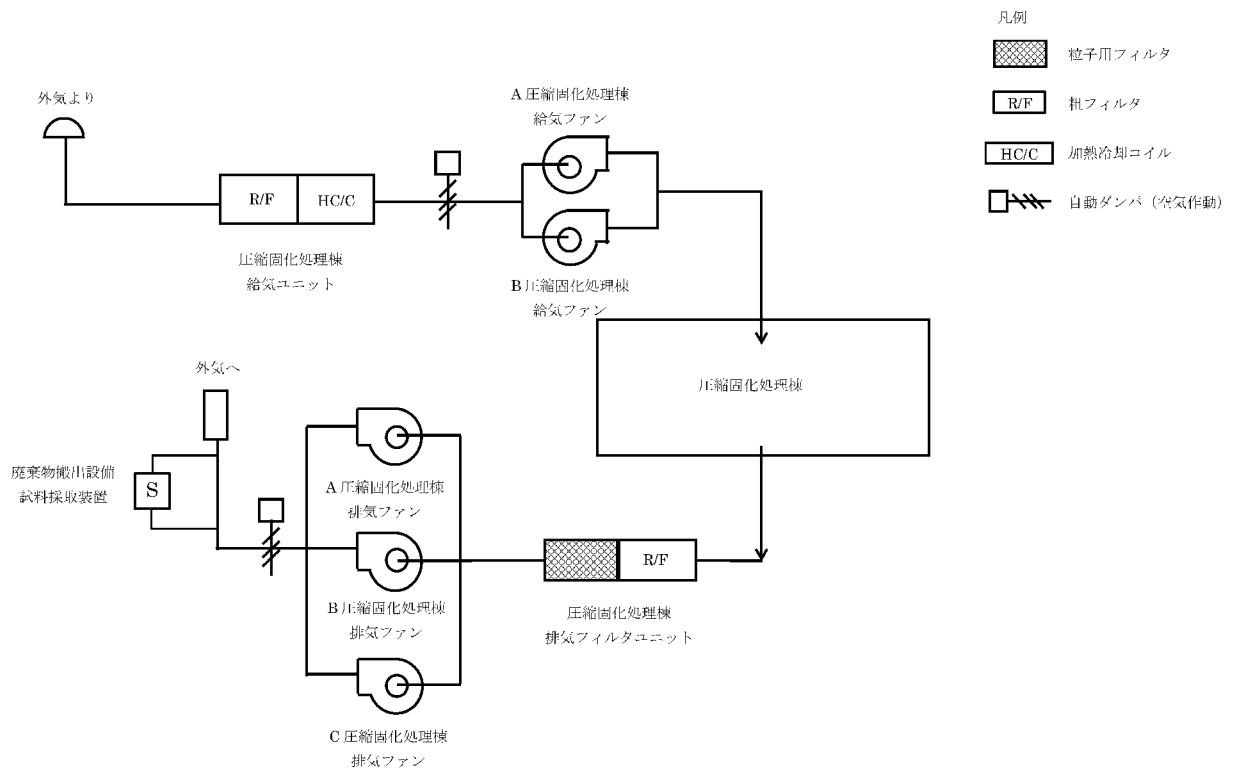 凡例
粒子用フィルタ
R/F
粗フィルタ
HC/C
加熱冷却コイル
自動ダンパ（空気作動）
外気より
R/F
HC/C
圧縮固化処理棟
給気ユニット
A 圧縮固化処理棟
給気ファン
B 圧縮固化処理棟
給気ファン
圧縮固化処理棟
外気へ
廃棄物搬出設備
試料採取装置
S
A 圧縮固化処理棟
排気ファン
B 圧縮固化処理棟
排気ファン
C 圧縮固化処理棟
排気ファン
R/F
圧縮固化処理棟
排気フィルタユニット